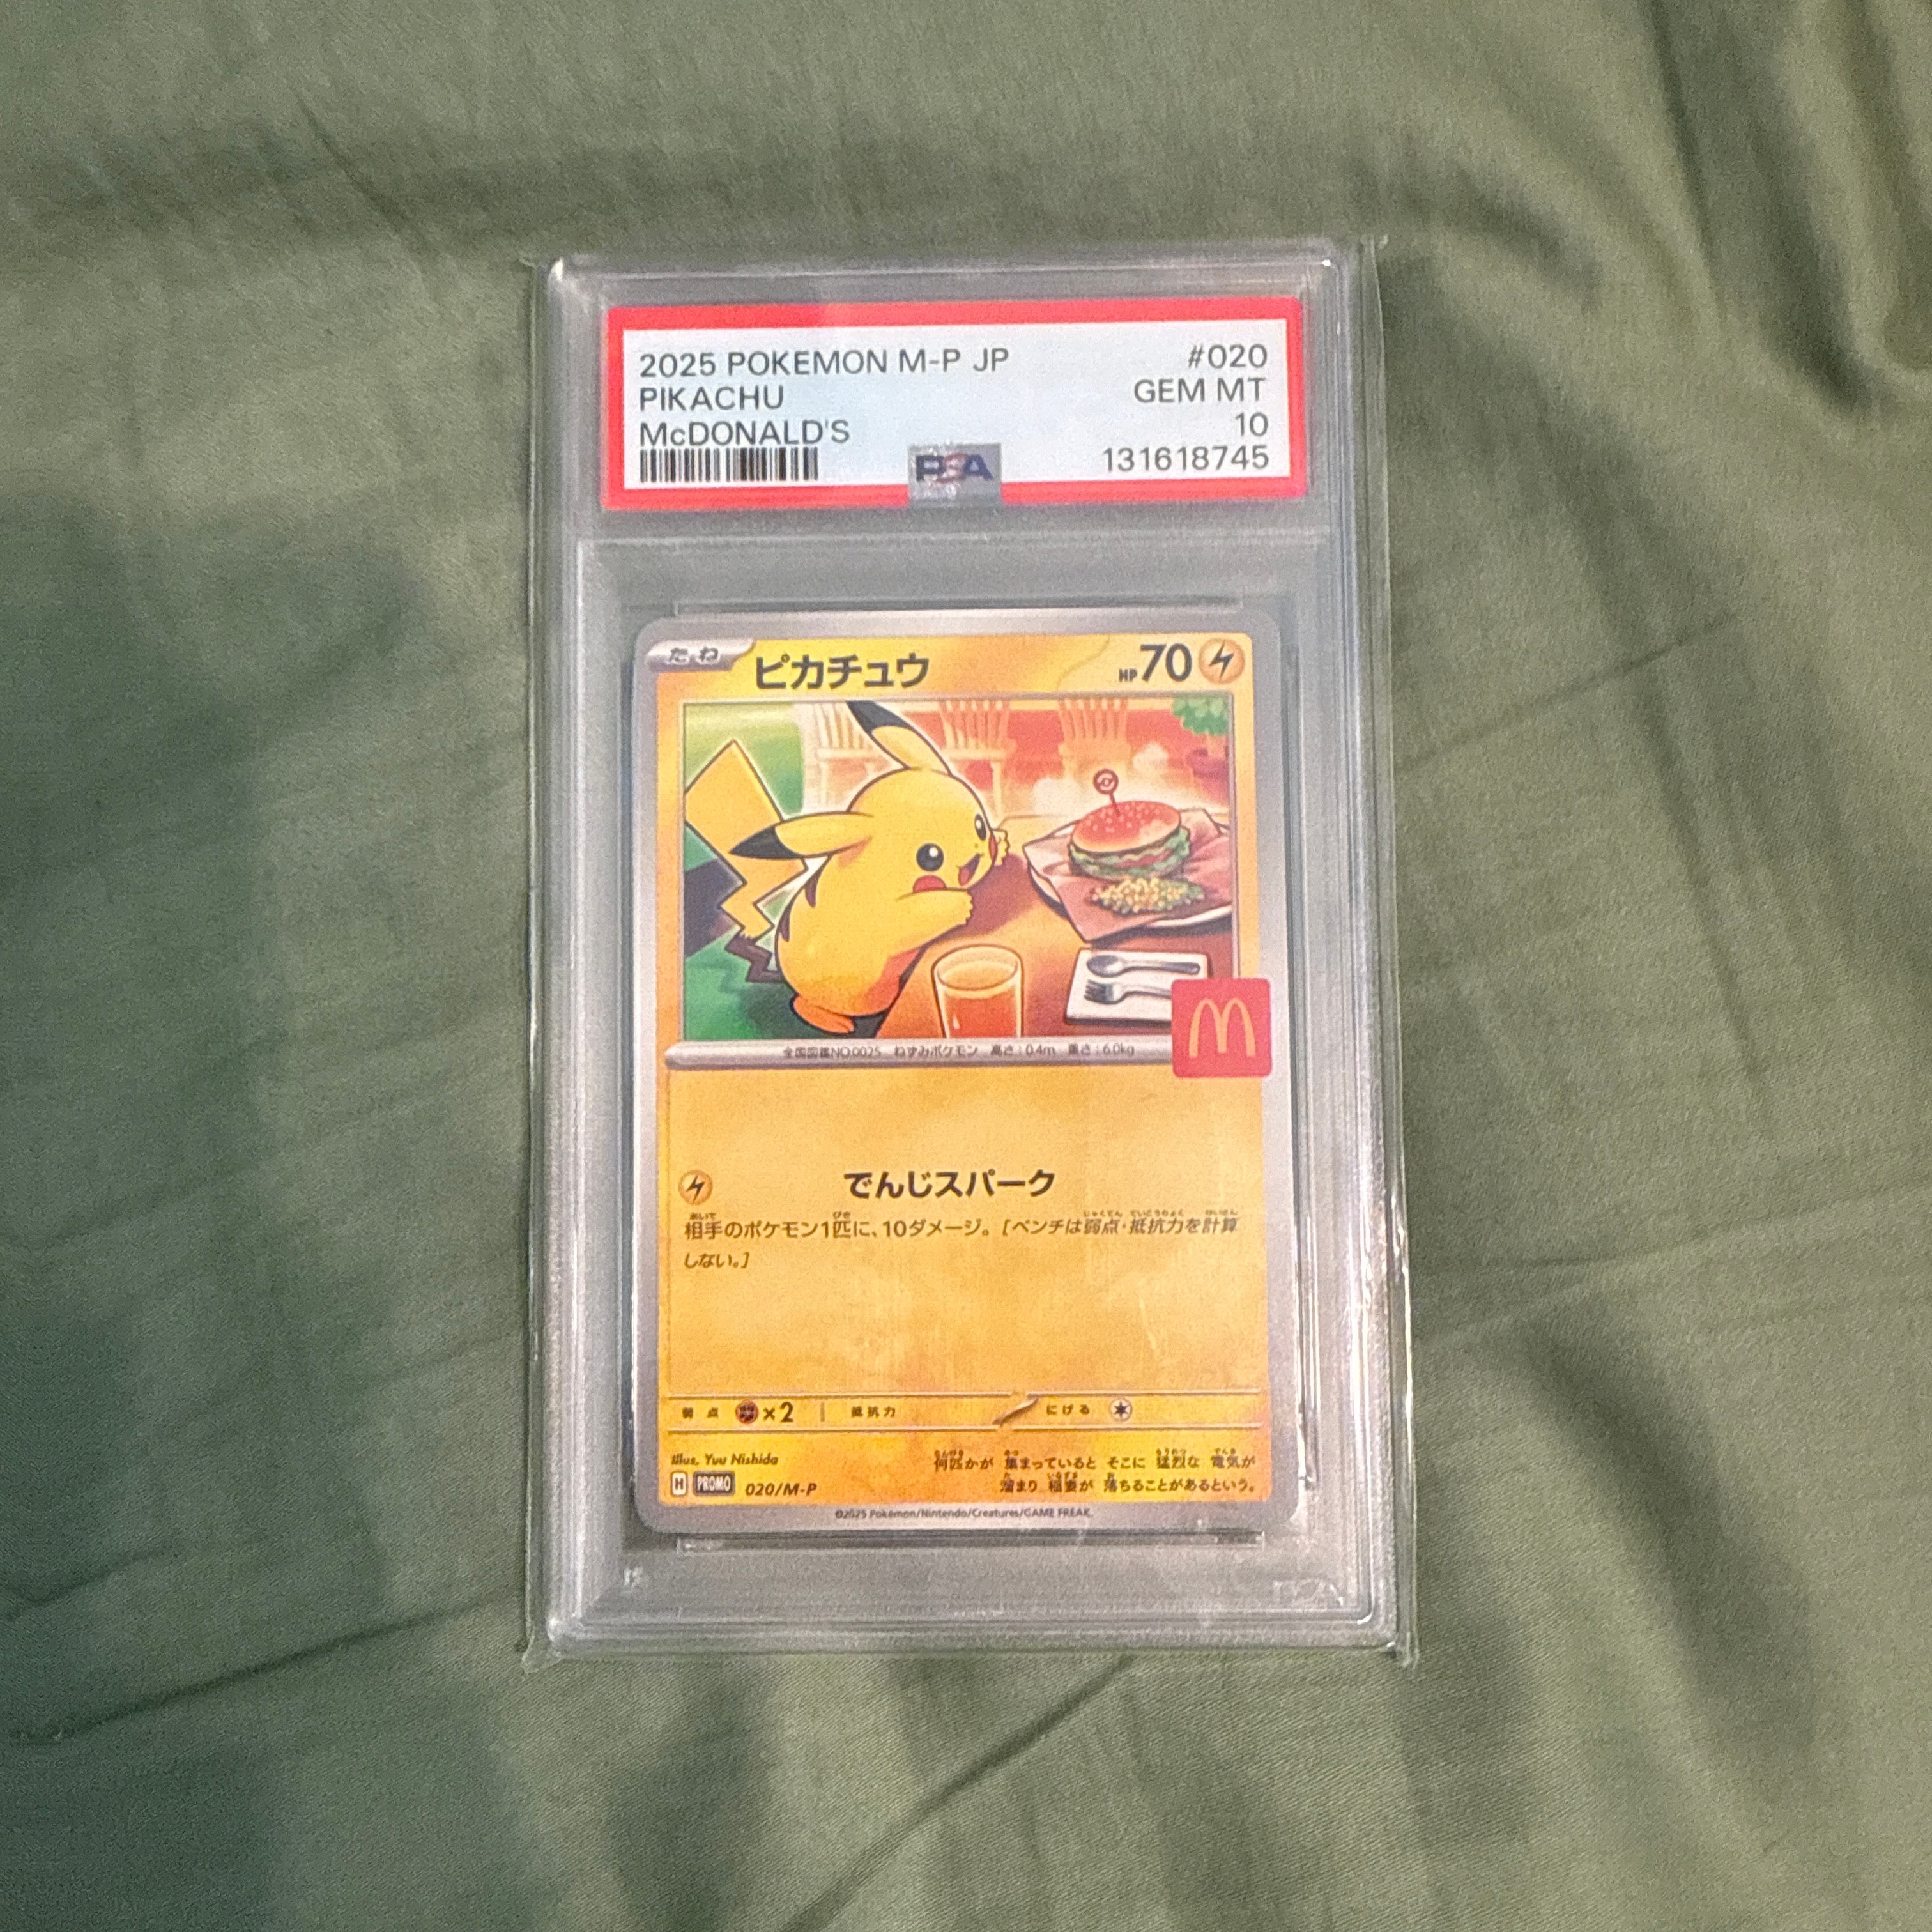 2025 POKEMON M-P JP #020
PIKACHU GEM MT
McDONALD'S 10
PSA 131618745
たね ピカチュウ HP70
全国図鑑NO.0025 ねずみポケモン 高さ:0.4m 重さ:6.0kg
でんじスパーク
相手のポケモン1匹に、10ダメージ。[ベンチは弱点・抵抗力を計算
しない。]
弱点 ×2 抵抗力 にげる
Illus. Yuu Nishida
何匹かが 集まっていると そこに 猛烈な 電気が
溜まり 稲妻が 落ちることがあるという。
H PROMO 020/M-P
©2025 Pokémon/Nintendo/Creatures/GAME FREAK.